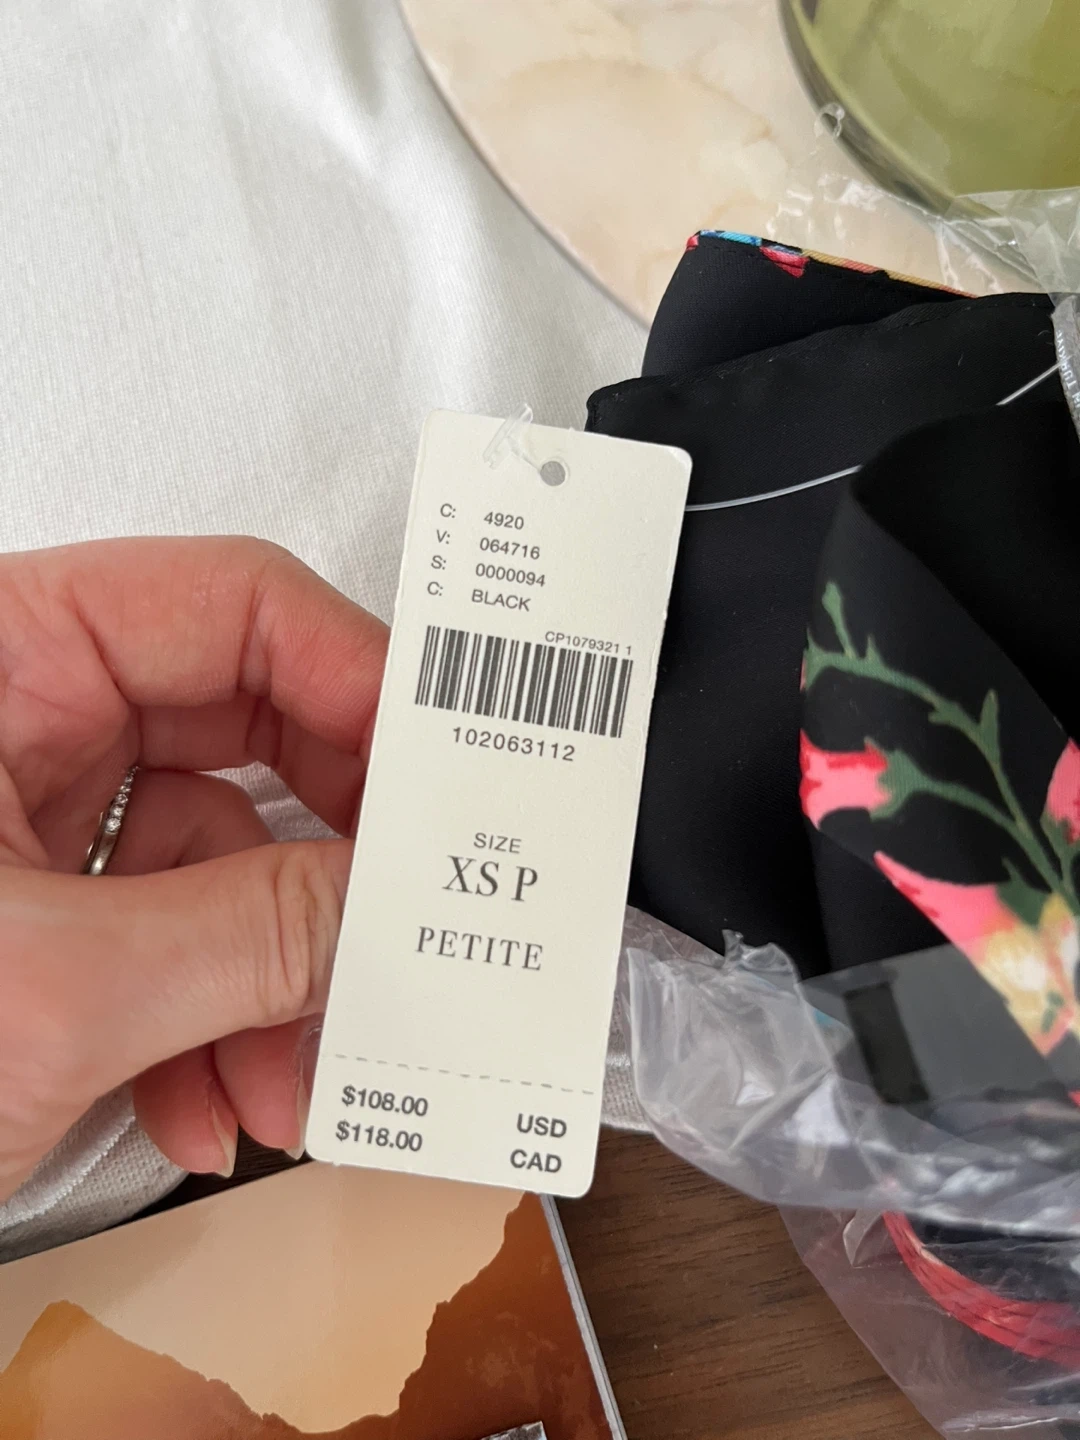 C: 4920
V: 064716
S: 0000094
C: BLACK
CP1079321 1
102063112
SIZE
XS P
PETITE
$108.00 USD
$118.00 CAD